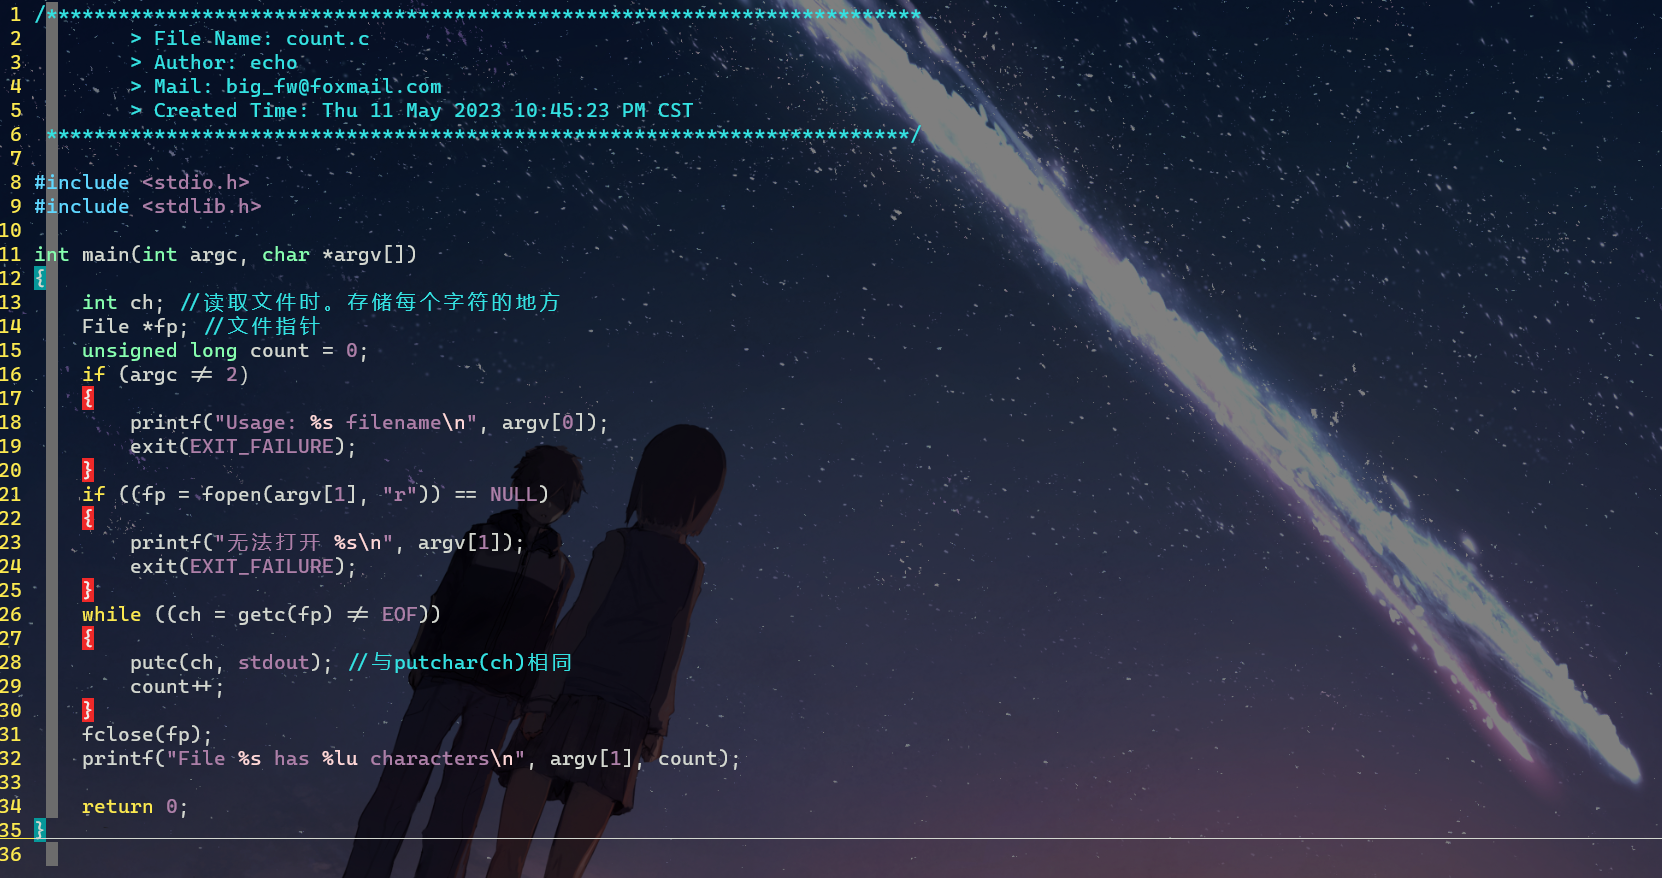 1 /*************************************************************************
2         > File Name: count.c
3         > Author: echo
4         > Mail: big_fw@foxmail.com
5         > Created Time: Thu 11 May 2023 10:45:23 PM CST
6  ************************************************************************/
7
8 #include <stdio.h>
9 #include <stdlib.h>
10
11 int main(int argc, char *argv[])
12 {
13     int ch; //读取文件时。存储每个字符的地方
14     File *fp; //文件指针
15     unsigned long count = 0;
16     if (argc != 2)
17     {
18         printf("Usage: %s filename\n", argv[0]);
19         exit(EXIT_FAILURE);
20     }
21     if ((fp = fopen(argv[1], "r")) == NULL)
22     {
23         printf("无法打开 %s\n", argv[1]);
24         exit(EXIT_FAILURE);
25     }
26     while ((ch = getc(fp) != EOF))
27     {
28         putc(ch, stdout); //与putchar(ch)相同
29         count++;
30     }
31     fclose(fp);
32     printf("File %s has %lu characters\n", argv[1], count);
33
34     return 0;
35 }
36